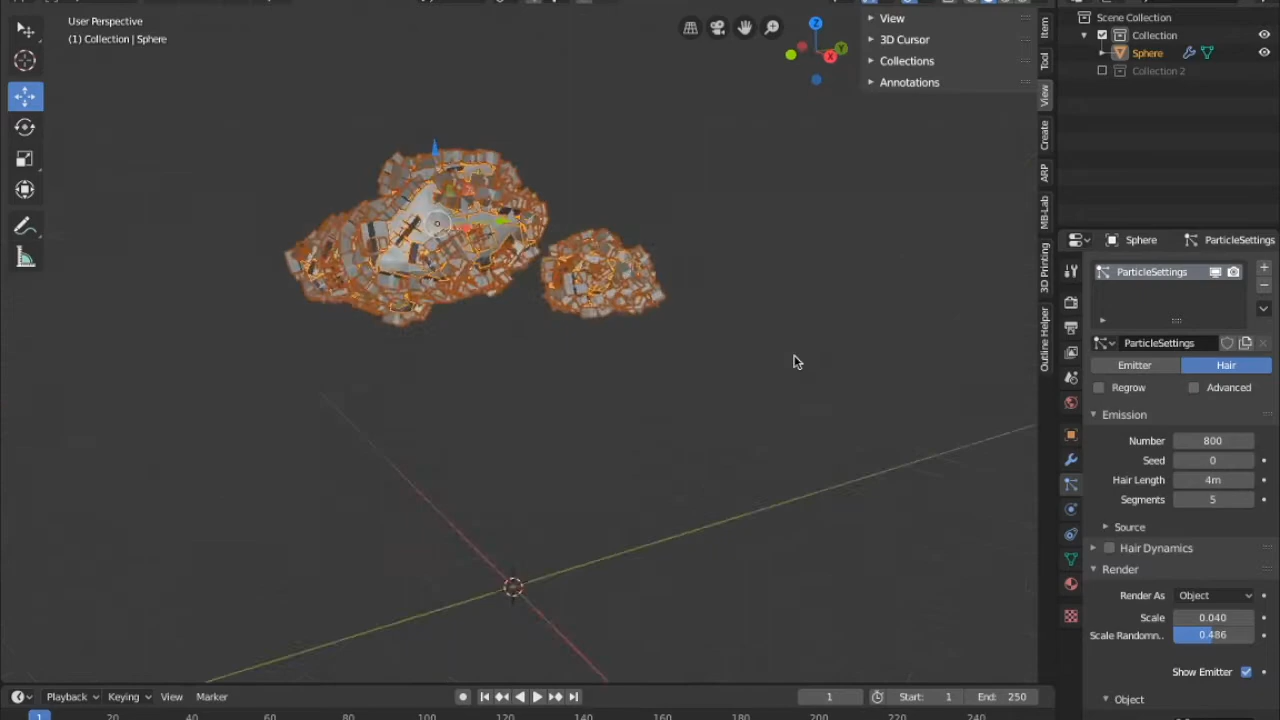 User Perspective
(1) Collection | Sphere
View
3D Cursor
Collections
Annotations
Item
Tool
View
Create
ARP
MB-Lab
3D Printing
Outline Helper
Scene Collection
Collection
Sphere
Collection 2
Sphere
ParticleSettings
ParticleSettings
ParticleSettings
Emitter
Hair
Regrow
Advanced
Emission
Number 800
Seed 0
Hair Length 4m
Segments 5
Source
Hair Dynamics
Render
Render As Object
Scale 0.040
Scale Randomn.. 0.486
Show Emitter
Object
Playback
Keying
View
Marker
1
Start: 1
End: 250
1
20
40
60
80
100
120
140
160
180
200
220
240